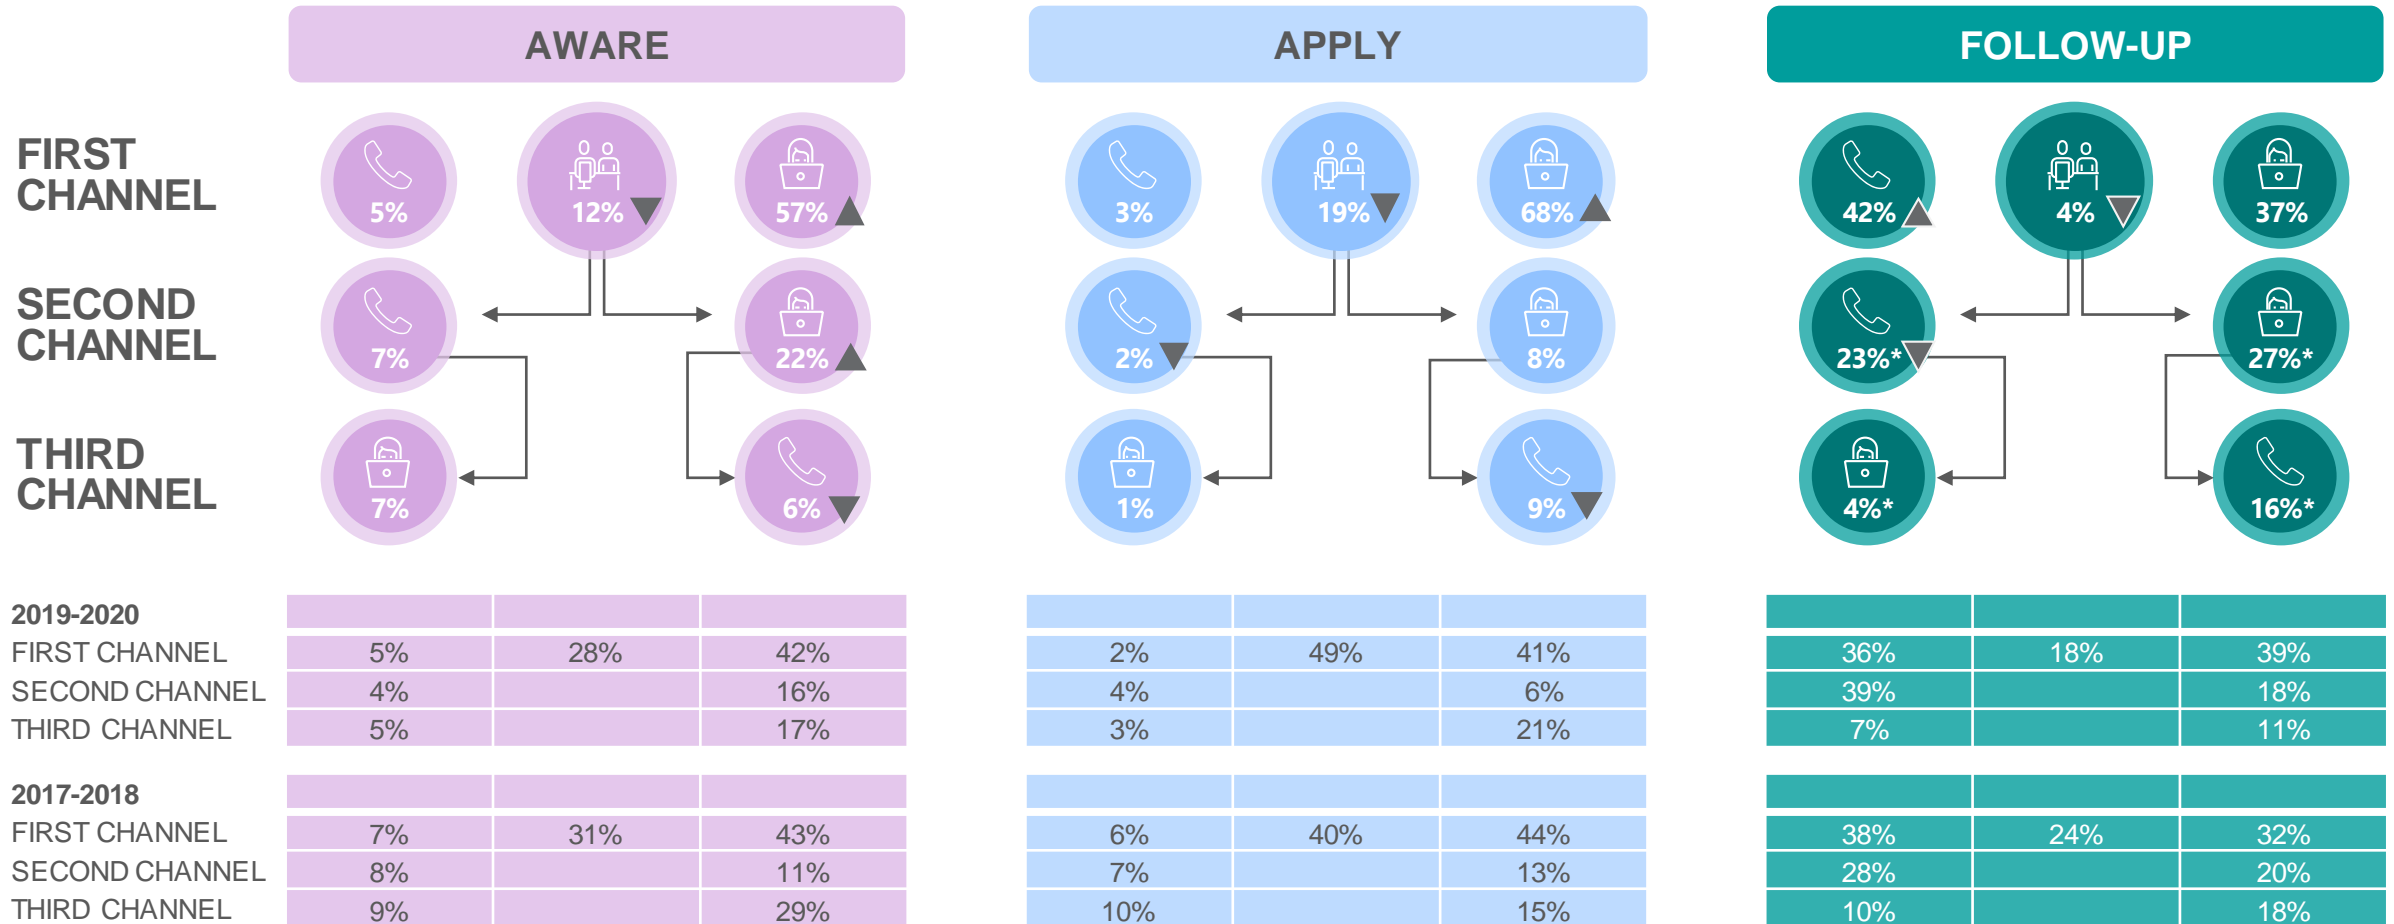 AWARE APPLY FOLLOW-UP
FIRST
CHANNEL
5% 12% 57% 3% 19% 68% 42% 4% 37%
SECOND
CHANNEL
7% 22% 2% 8% 23%* 27%*
THIRD
CHANNEL
7% 6% 1% 9% 4%* 16%*
2019-2020
FIRST CHANNEL 5% 28% 42% 2% 49% 41% 36% 18% 39%
SECOND CHANNEL 4% 16% 4% 6% 39% 18%
THIRD CHANNEL 5% 17% 3% 21% 7% 11%
2017-2018
FIRST CHANNEL 7% 31% 43% 6% 40% 44% 38% 24% 32%
SECOND CHANNEL 8% 11% 7% 13% 28% 20%
THIRD CHANNEL 9% 29% 10% 15% 10% 18%